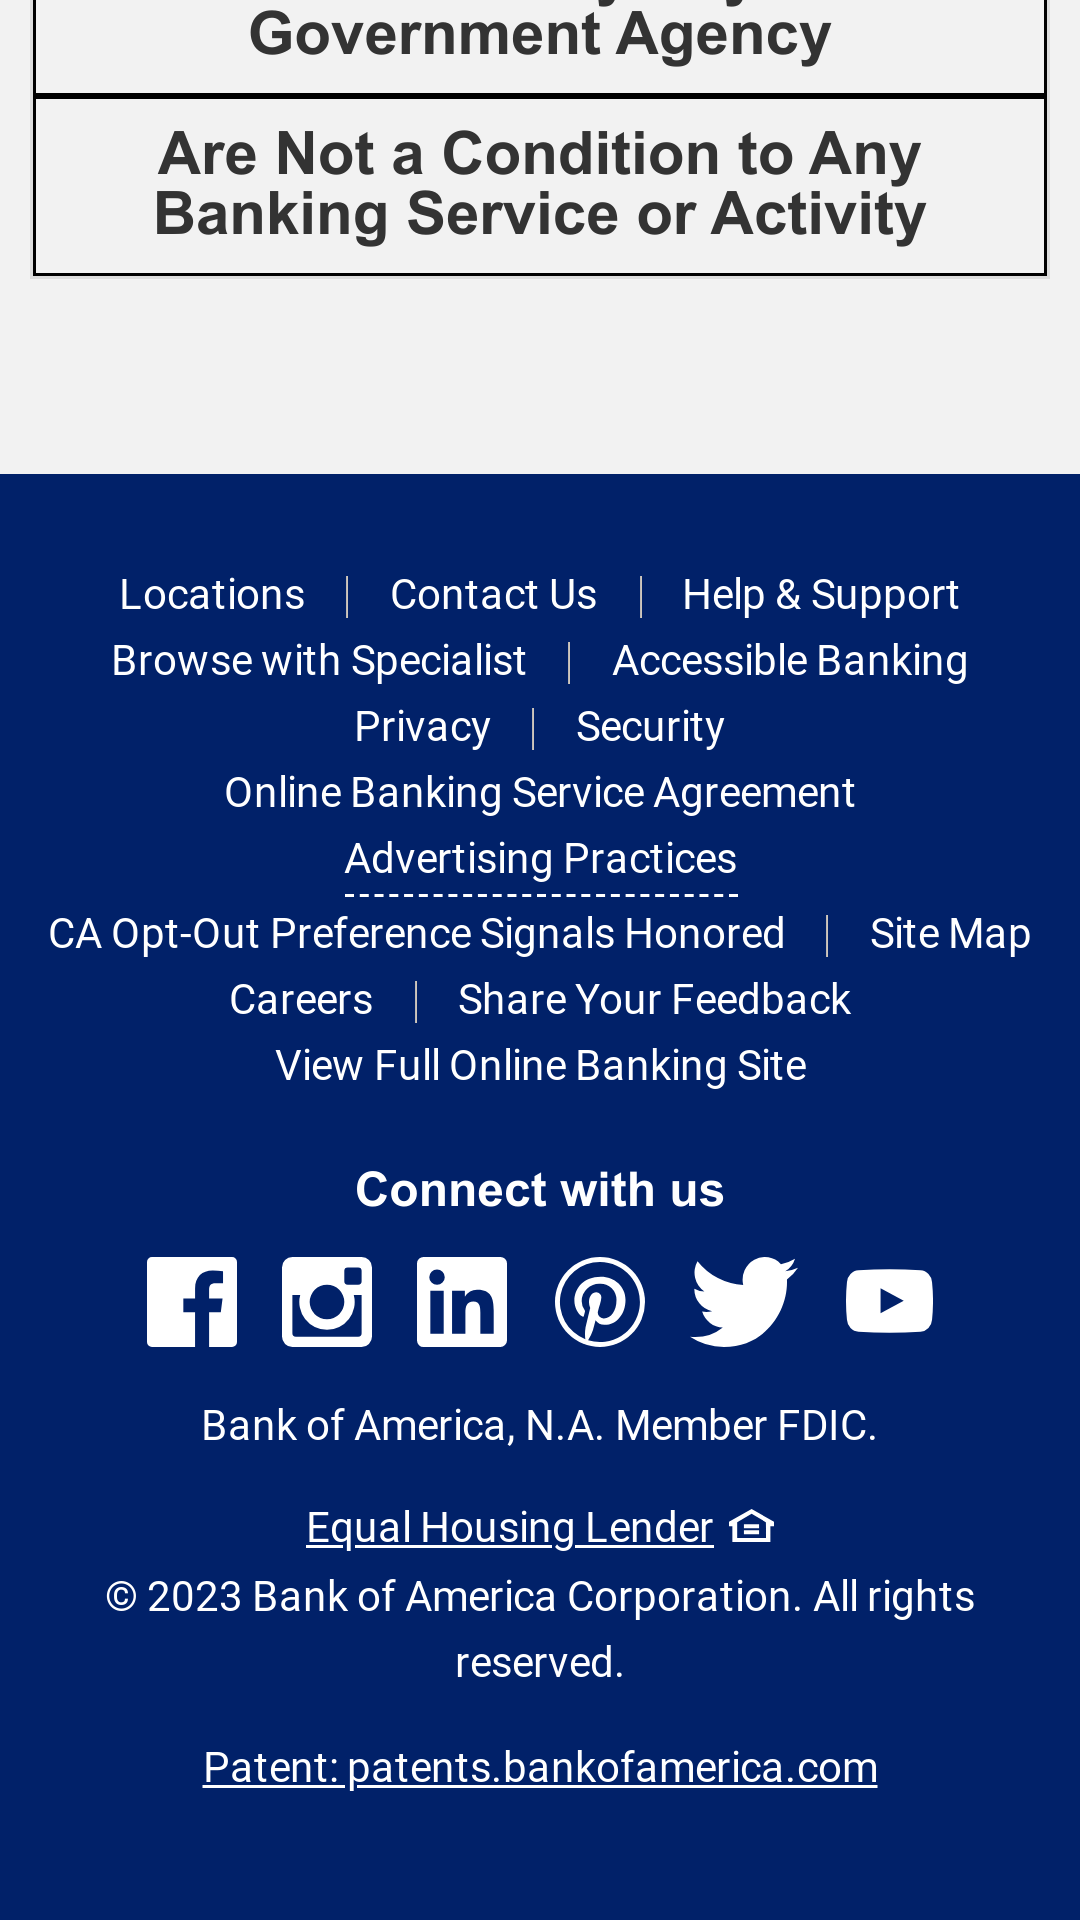 Government Agency
Are Not a Condition to Any
Banking Service or Activity
Locations
Contact Us
Help & Support
Browse with Specialist
Accessible Banking
Privacy
Security
Online Banking Service Agreement
Advertising Practices
CA Opt-Out Preference Signals Honored
Site Map
Careers
Share Your Feedback
View Full Online Banking Site
Connect with us
Bank of America, N.A. Member FDIC.
Equal Housing Lender
© 2023 Bank of America Corporation. All rights
reserved.
Patent: patents.bankofamerica.com